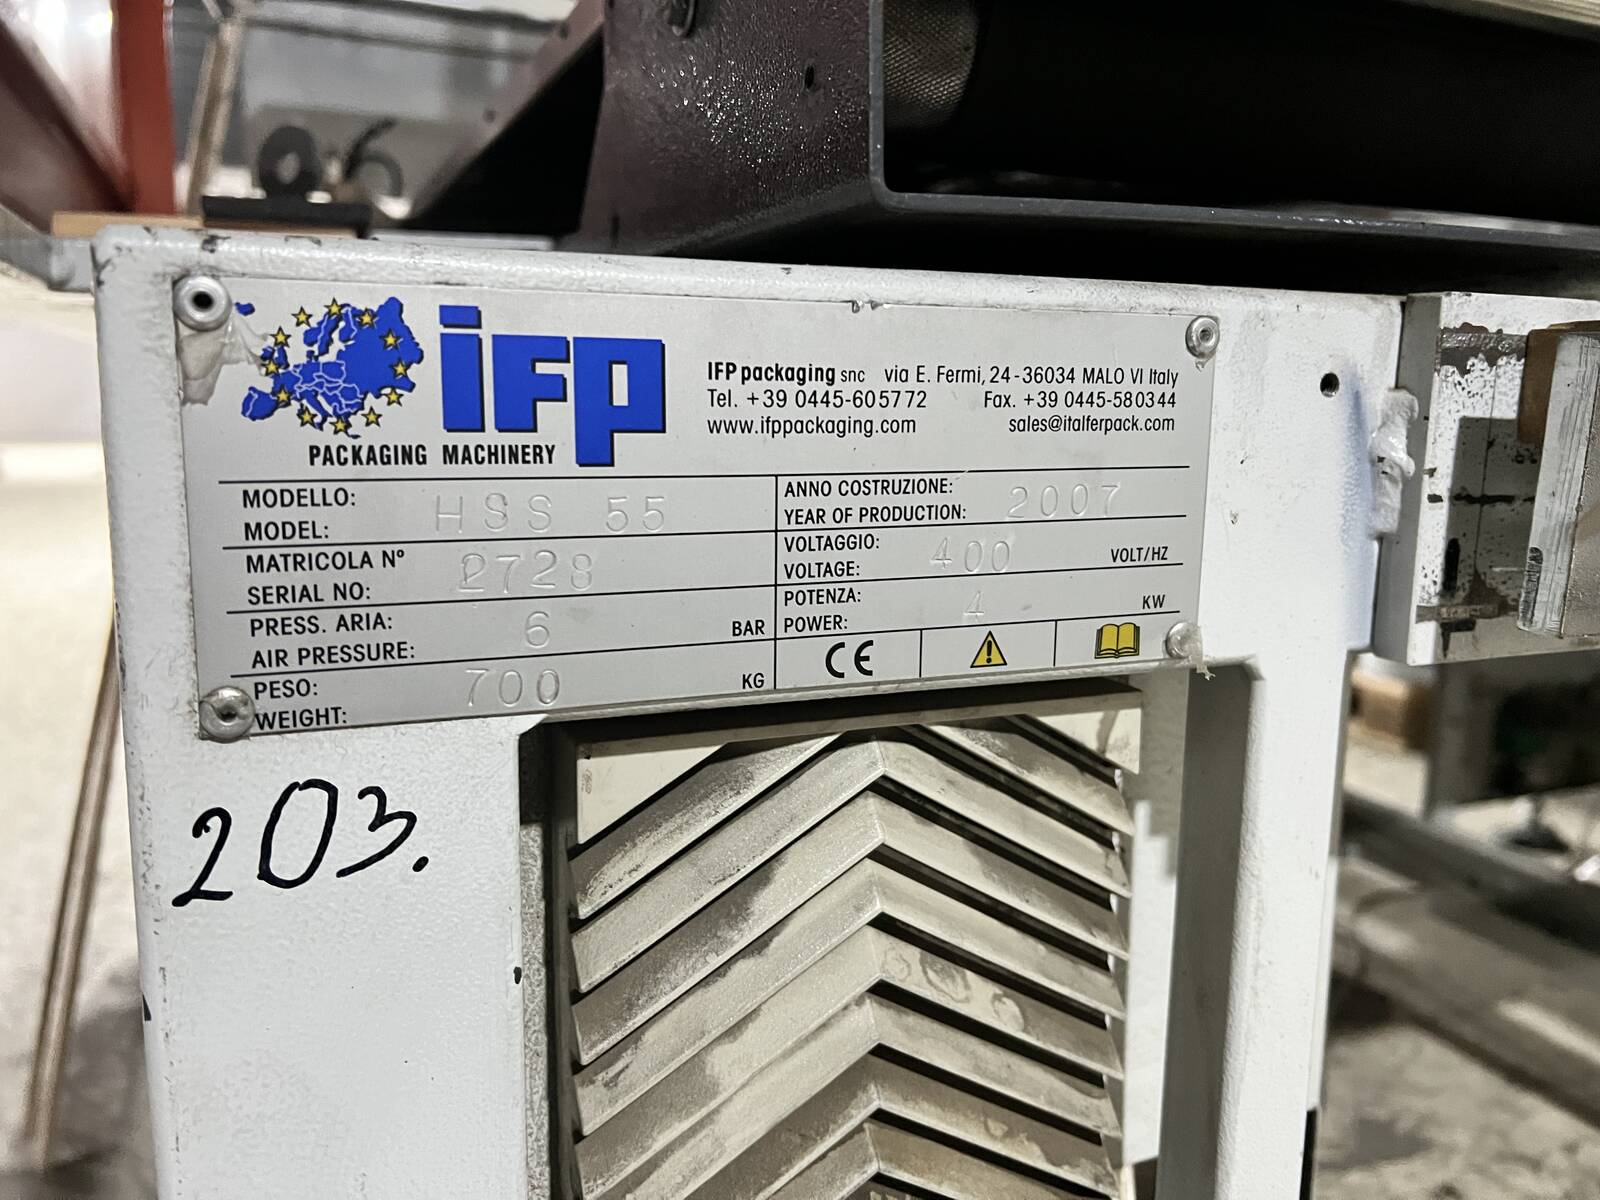 ifp
PACKAGING MACHINERY
IFP packaging snc via E. Fermi, 24 - 36034 MALO VI Italy
Tel. +39 0445-605772 Fax. +39 0445-580344
www.ifppackaging.com sales@italferpack.com
MODELLO:
MODEL: HSS 55
ANNO COSTRUZIONE:
YEAR OF PRODUCTION: 2007
MATRICOLA Nº
SERIAL NO: 2728
VOLTAGGIO:
VOLTAGE: 400 VOLT/HZ
PRESS. ARIA:
AIR PRESSURE: 6 BAR
POTENZA:
POWER: 4 KW
PESO:
WEIGHT: 700 KG
CE
203.